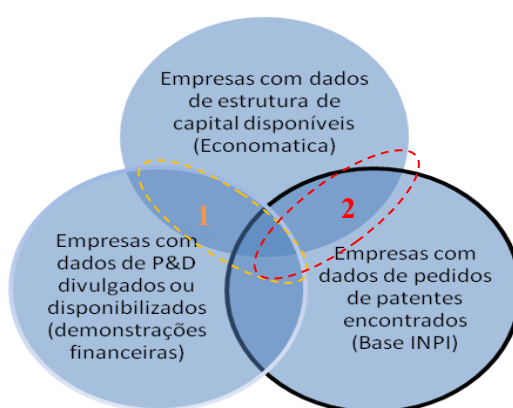 Empresas com dados
de estrutura de
capital disponíveis
(Economatica)
1
2
Empresas com
dados de P&D
divulgados ou
disponibilizados
(demonstrações
financeiras)
Empresas com
dados de pedidos
de patentes
encontrados
(Base INPI)